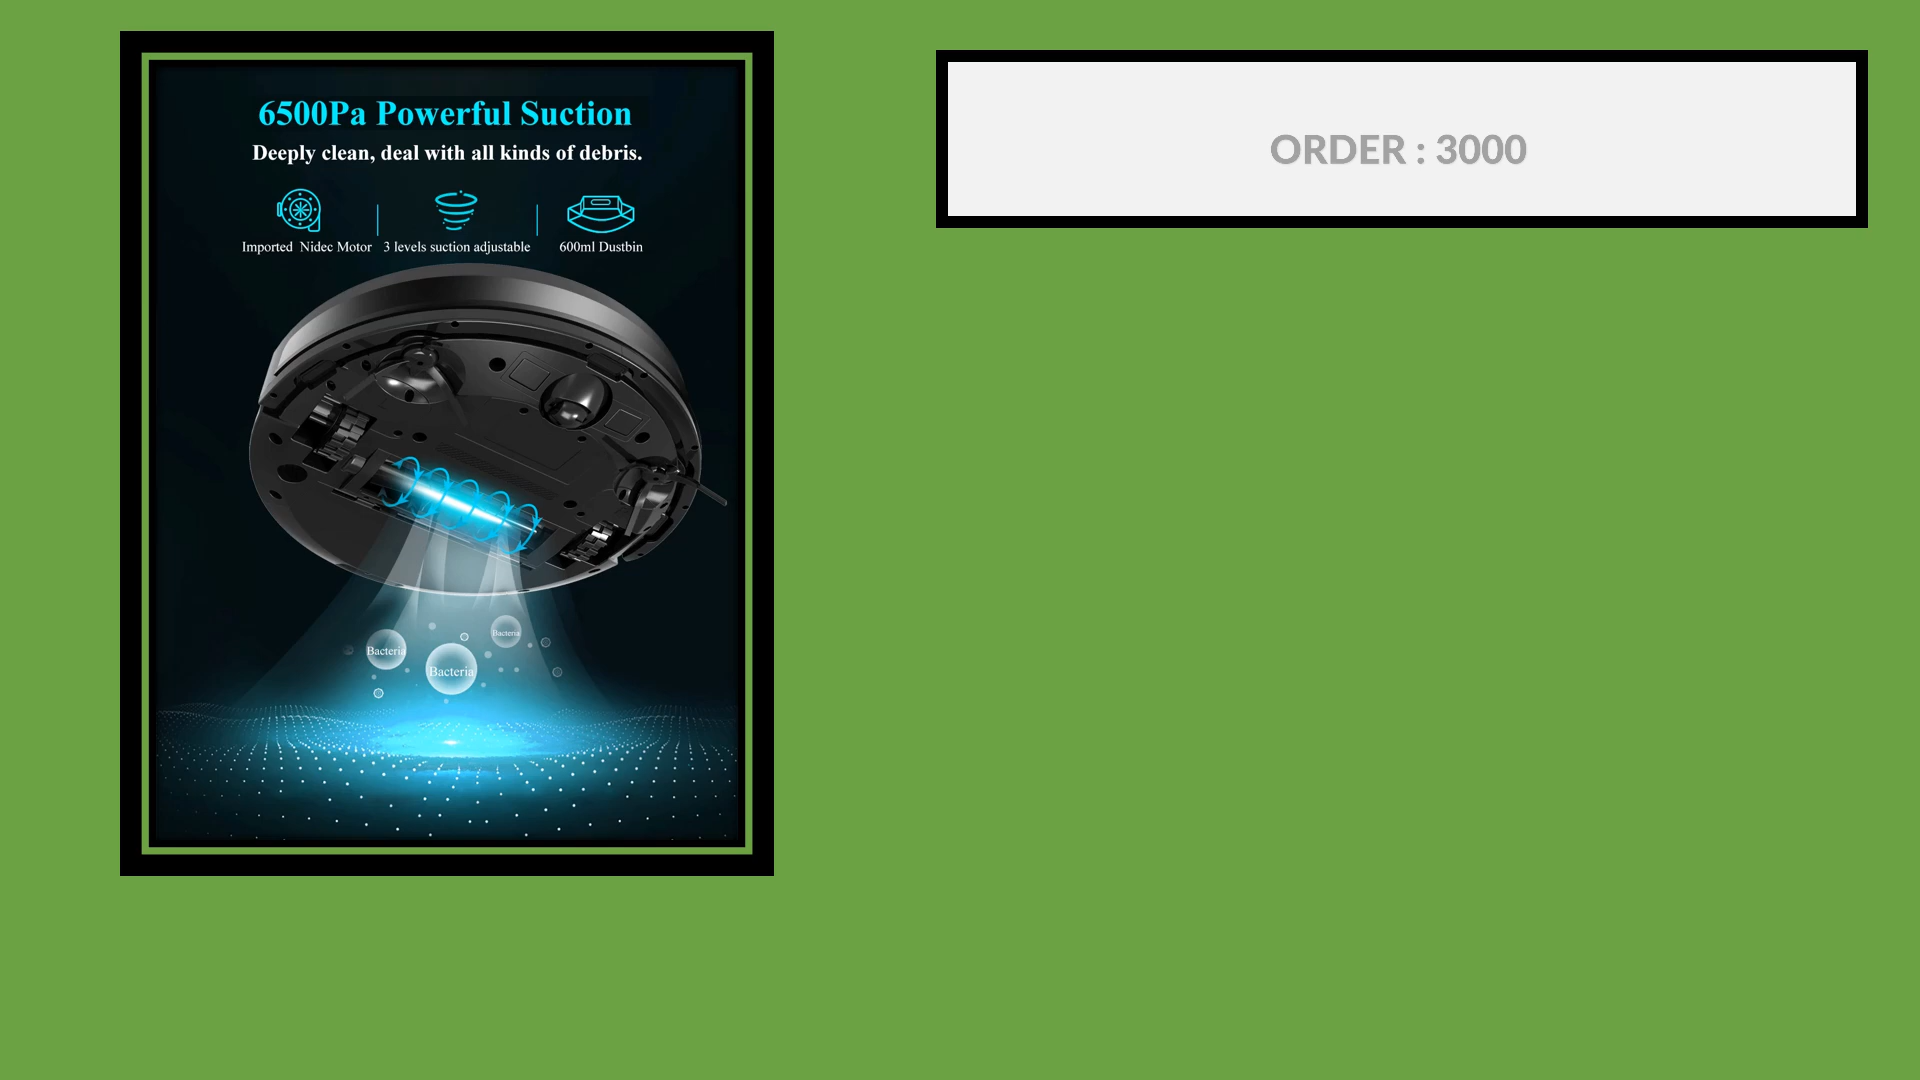 6500Pa Powerful Suction
Deeply clean, deal with all kinds of debris.
Imported Nidec Motor
3 levels suction adjustable
600ml Dustbin
Bacteria
Bacteria
Bacteria
ORDER : 3000